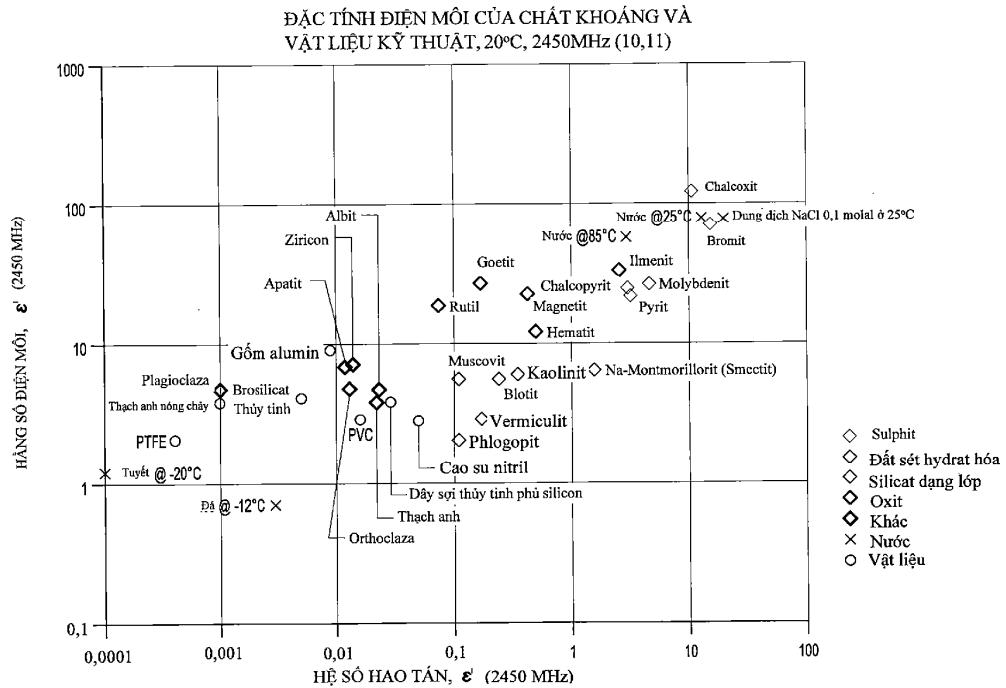 ĐẶC TÍNH ĐIỆN MÔI CỦA CHẤT KHOÁNG VÀ
VẬT LIỆU KỸ THUẬT, 20ºC, 2450MHz (10,11)
HẰNG SỐ ĐIỆN MÔI, ε' (2450 MHz)
1000
100
10
1
0,1
Chalcoxit
Albit
Nước @25°C
Dung dịch NaCl 0,1 molal ở 25ºC
Ziricon
Nước @85°C
Bromit
Goetit
Ilmenit
Apatit
Chalcopyrit
Molybdenit
Rutil
Magnetit
Pyrit
Hematit
Gốm alumin
Muscovit
Kaolinit
Na-Montmorillorit (Smectit)
Plagioclaza
Brosilicat
Blotit
Thạch anh nóng chảy
Thủy tinh
Vermiculit
PTFE
PVC
Phlogopit
Tuyết @ -20°C
Cao su nitril
Đá @ -12°C
Dây sợi thủy tinh phủ silicon
Thạch anh
Orthoclaza
Sulphit
Đất sét hydrat hóa
Silicat dạng lớp
Oxit
Khác
Nước
Vật liệu
0,0001
0,001
0,01
0,1
1
10
100
HỆ SỐ HAO TÁN, ε' (2450 MHz)